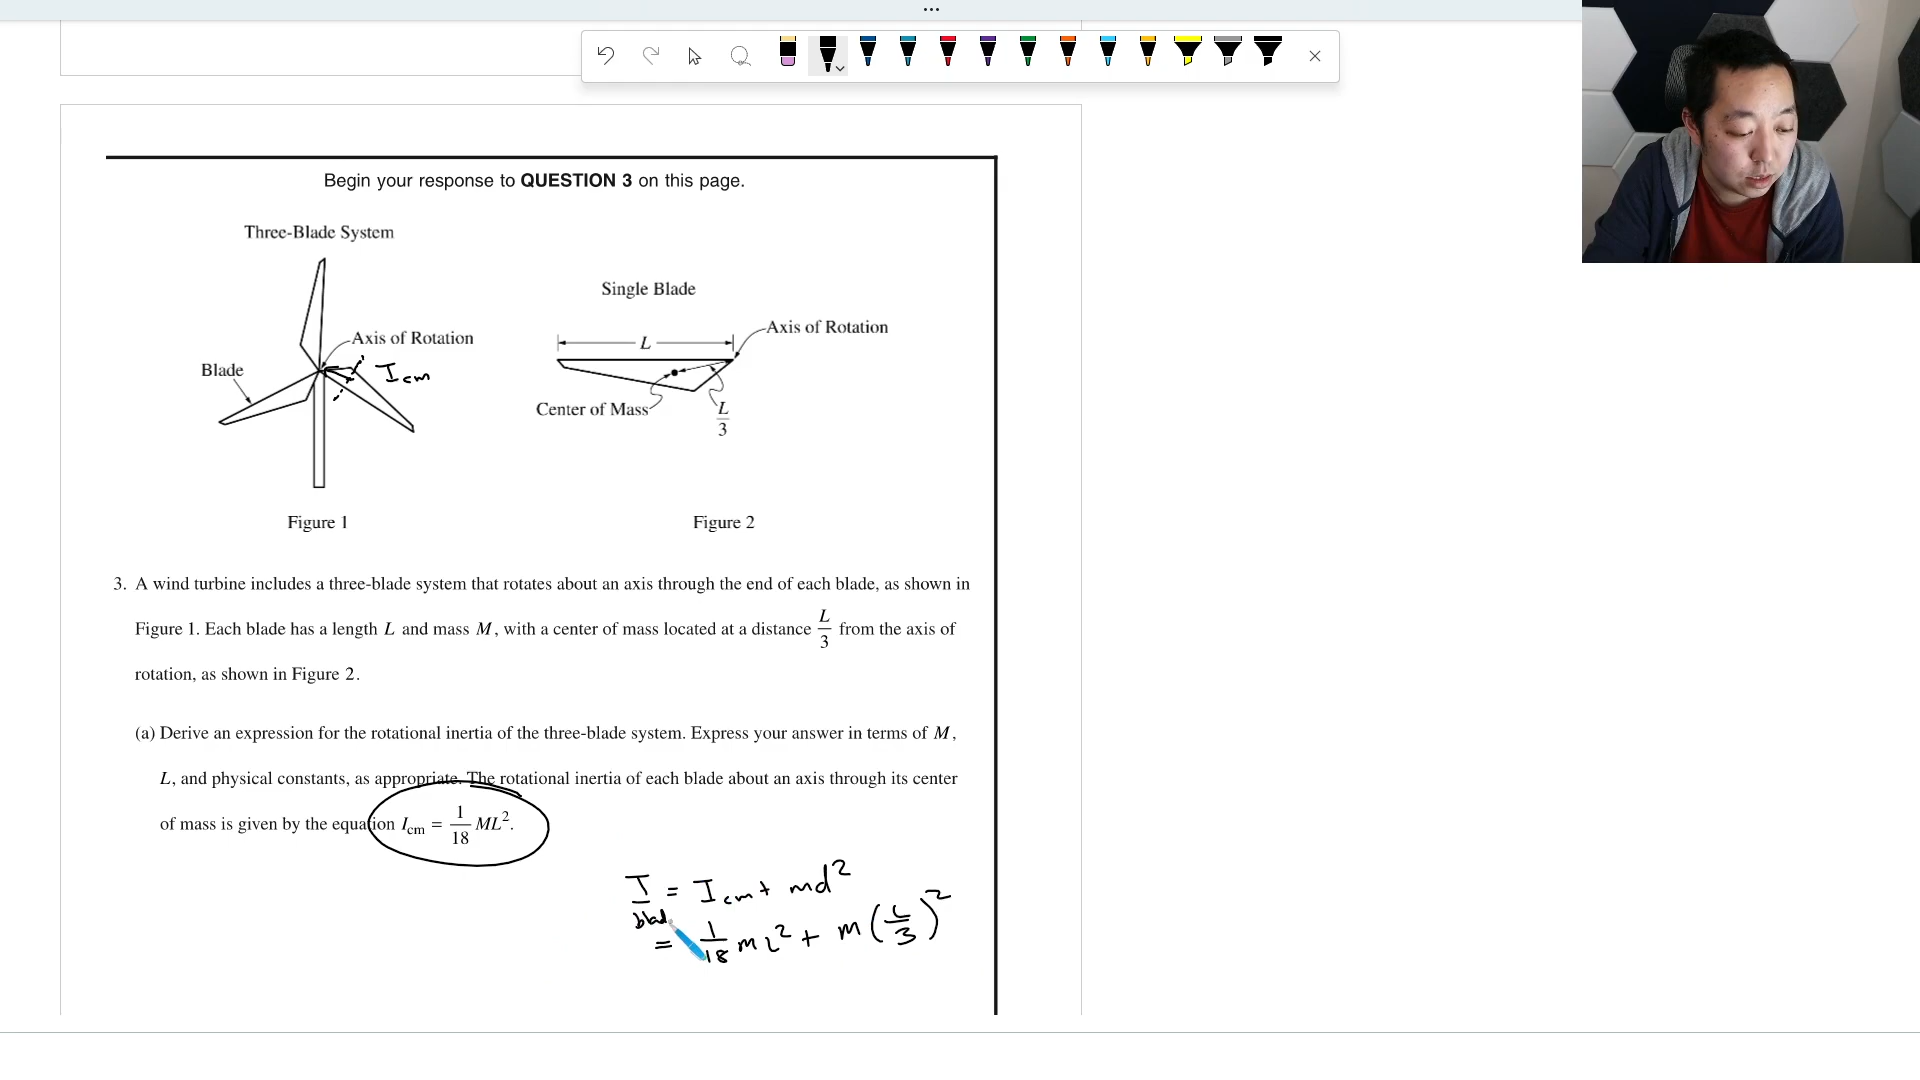 ...
Begin your response to QUESTION 3 on this page.
Three-Blade System
Single Blade
Axis of Rotation
L
Axis of Rotation
Blade
I cm
Center of Mass
L/3
Figure 1
Figure 2
3. A wind turbine includes a three-blade system that rotates about an axis through the end of each blade, as shown in
Figure 1. Each blade has a length L and mass M, with a center of mass located at a distance L/3 from the axis of
rotation, as shown in Figure 2.
(a) Derive an expression for the rotational inertia of the three-blade system. Express your answer in terms of M,
L, and physical constants, as appropriate. The rotational inertia of each blade about an axis through its center
of mass is given by the equation I_cm = 1/18 ML².
I = I_cm + md²
blad
= 1/18 mL² + m(L/3)²